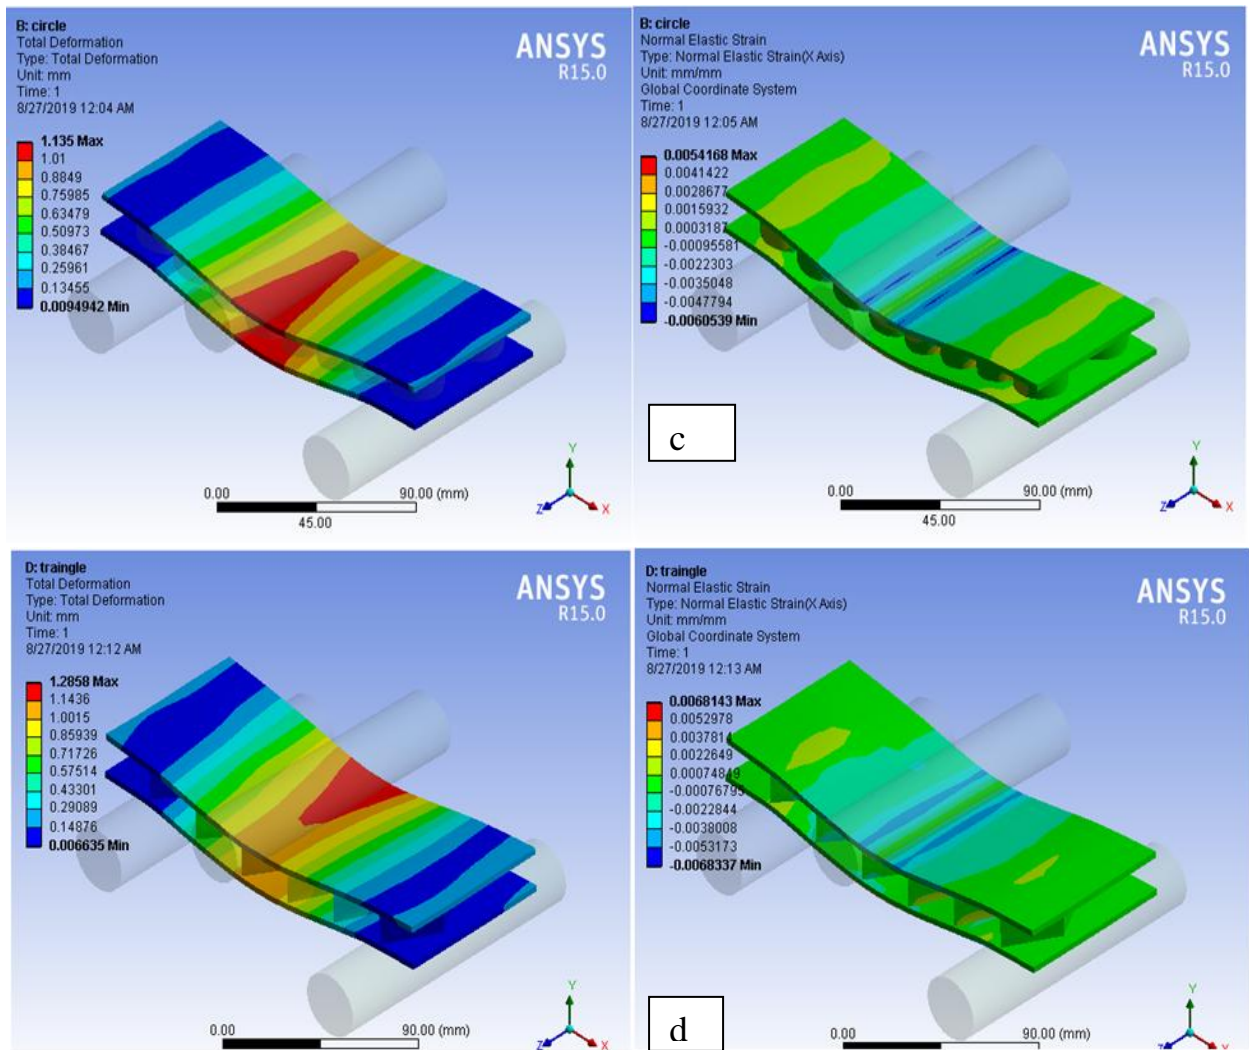 B: circle
Total Deformation
Type: Total Deformation
Unit: mm
Time: 1
8/27/2019 12:04 AM
ANSYS
R15.0
1.135 Max
1.01
0.8849
0.75985
0.63479
0.50973
0.38467
0.25961
0.13455
0.0094942 Min
0.00
90.00 (mm)
45.00
Y
Z
X
B: circle
Normal Elastic Strain
Type: Normal Elastic Strain(X Axis)
Unit: mm/mm
Global Coordinate System
Time: 1
8/27/2019 12:05 AM
ANSYS
R15.0
0.0054168 Max
0.0041422
0.0028677
0.0015932
0.0003187
-0.00095581
-0.0022303
-0.0035048
-0.0047794
-0.0060539 Min
c
0.00
90.00 (mm)
45.00
Y
Z
X
D: traingle
Total Deformation
Type: Total Deformation
Unit: mm
Time: 1
8/27/2019 12:12 AM
ANSYS
R15.0
1.2858 Max
1.1436
1.0015
0.85939
0.71726
0.57514
0.43301
0.29089
0.14876
0.006635 Min
0.00
90.00 (mm)
Y
Z
X
D: traingle
Normal Elastic Strain
Type: Normal Elastic Strain(X Axis)
Unit: mm/mm
Global Coordinate System
Time: 1
8/27/2019 12:13 AM
ANSYS
R15.0
0.0068143 Max
0.0052978
0.0037814
0.0022649
0.00074849
-0.00076795
-0.0022844
-0.0038008
-0.0053173
-0.0068337 Min
d
0.00
90.00 (mm)
Y
Z
X